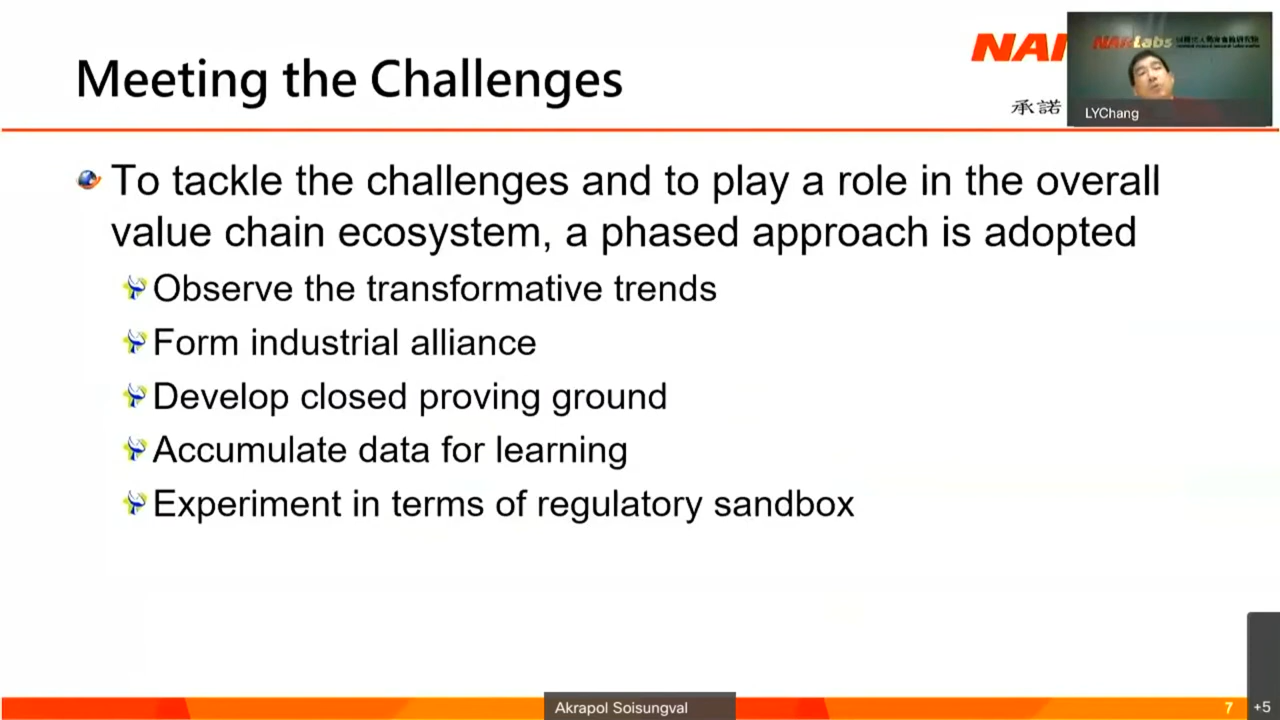 Meeting the Challenges
NAR
承諾
NARLabs
LYChang
To tackle the challenges and to play a role in the overall
value chain ecosystem, a phased approach is adopted
Observe the transformative trends
Form industrial alliance
Develop closed proving ground
Accumulate data for learning
Experiment in terms of regulatory sandbox
Akrapol Soisungval
7
+5